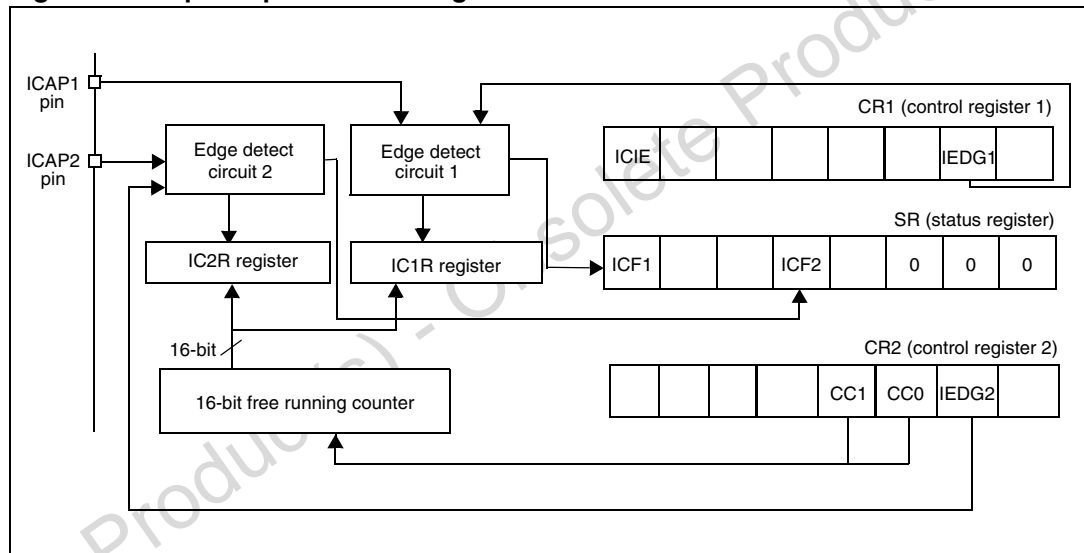 ICAP1
pin
ICAP2
pin
Edge detect
circuit 2
Edge detect
circuit 1
IC2R register
IC1R register
16-bit
16-bit free running counter
CR1 (control register 1)
ICIE
IEDG1
SR (status register)
ICF1
ICF2
0
0
0
CR2 (control register 2)
CC1
CC0
IEDG2